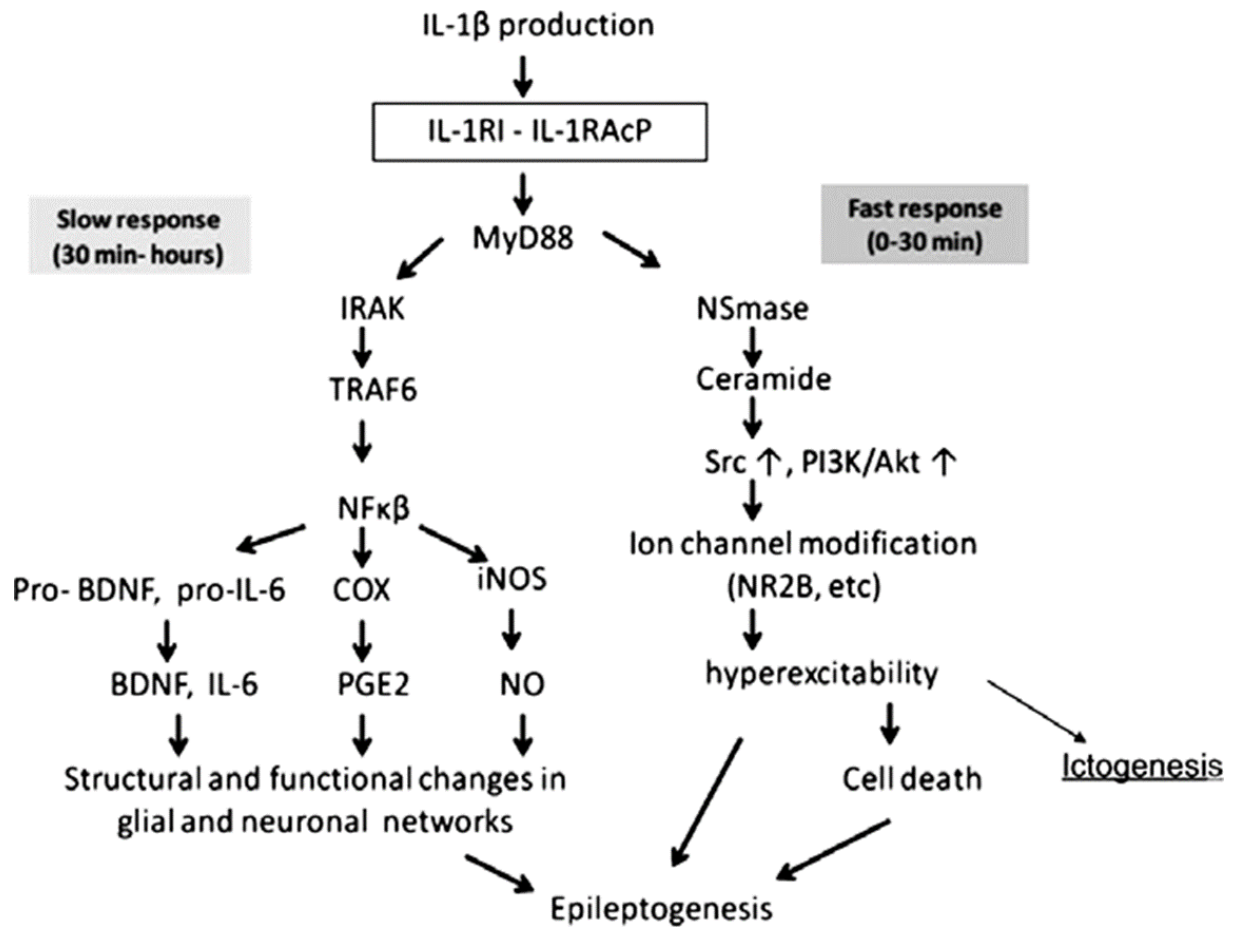 IL-1β production
IL-1RI - IL-1RAcP
Slow response
(30 min- hours)
Fast response
(0-30 min)
MyD88
IRAK
NSmase
TRAF6
Ceramide
Src ↑, PI3K/Akt ↑
NFκβ
Ion channel modification
(NR2B, etc)
Pro- BDNF, pro-IL-6
COX
iNOS
BDNF, IL-6
PGE2
NO
hyperexcitability
Structural and functional changes in
glial and neuronal networks
Cell death
Ictogenesis
Epileptogenesis